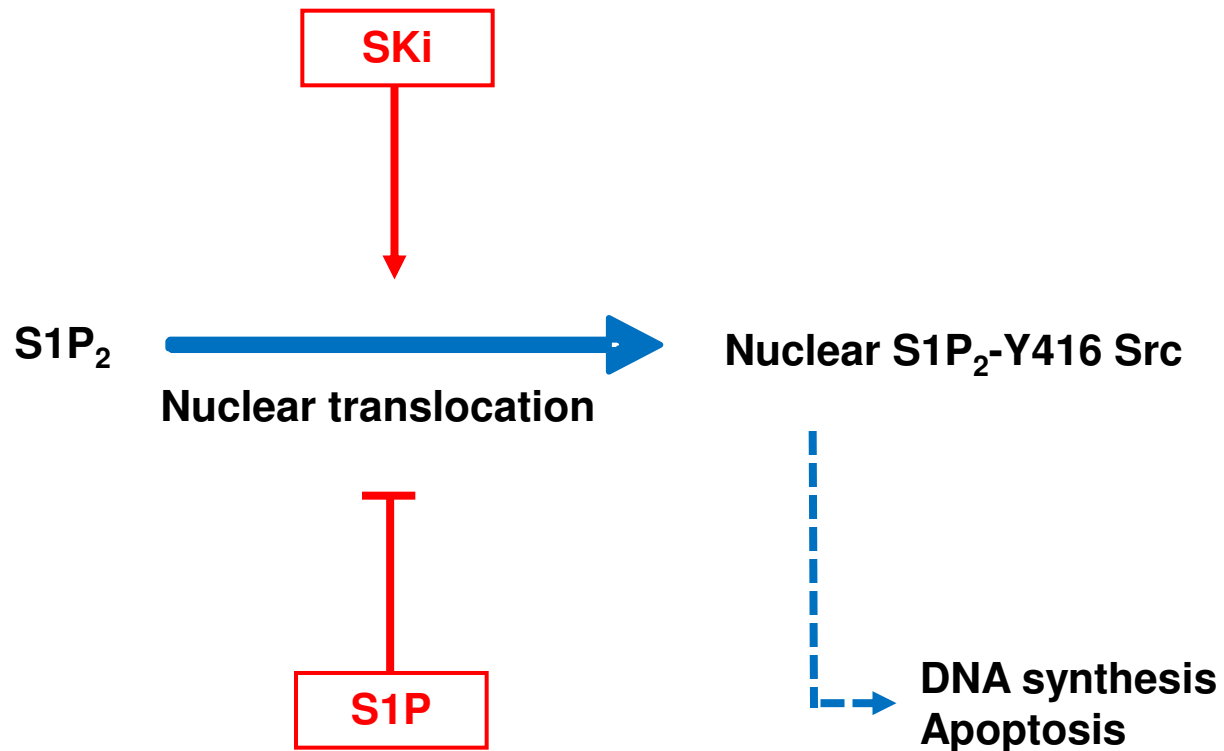 SKi
S1P₂
Nuclear translocation
Nuclear S1P₂-Y416 Src
S1P
DNA synthesis
Apoptosis